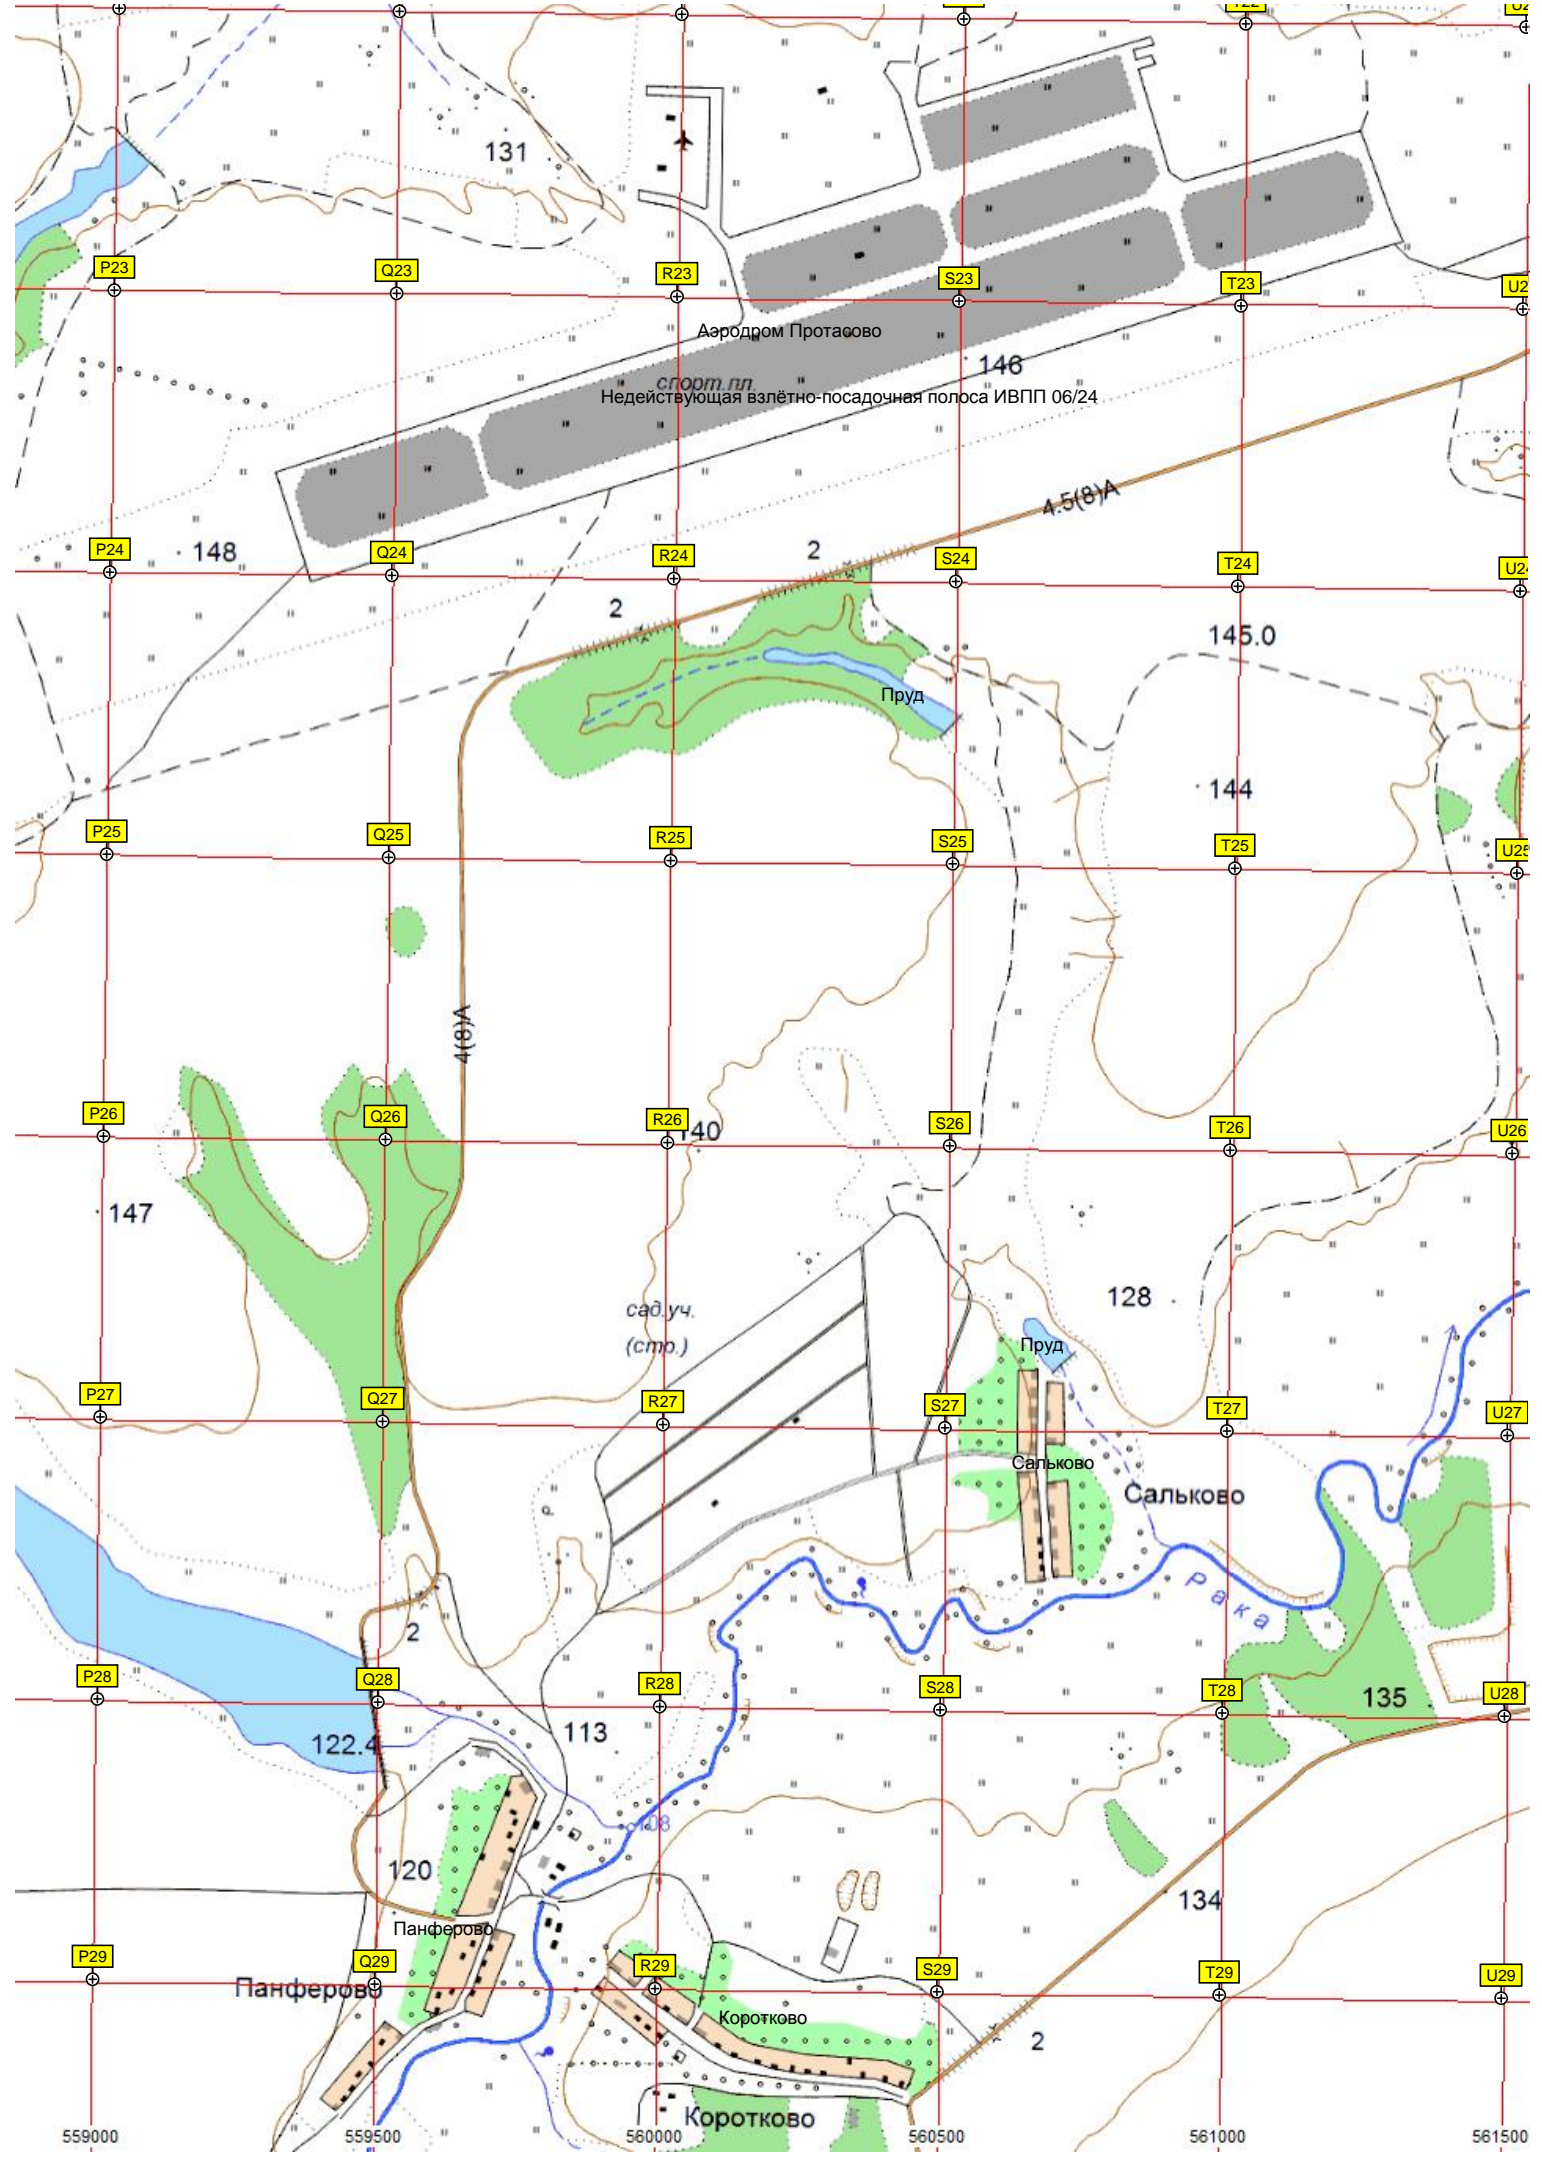 T22
131
P23
Q23
R23
S23
T23
Аэродром Протасово
146
спорт.пл.
Недействующая взлётно-посадочная полоса ИВПП 06/24
4.5(8)А
P24
148
Q24
R24
2
S24
T24
2
145.0
Пруд
144
P25
Q25
R25
S25
T25
4(8)А
P26
Q26
R26
140
S26
T26
U26
147
128
сад.уч.
(стр.)
Пруд
P27
Q27
R27
S27
T27
U27
Сальково
Сальково
Рака
2
P28
Q28
R28
S28
T28
135
U28
122.4
113
108
120
134
Панферово
P29
Q29
R29
S29
T29
U29
Панферово
Коротково
2
Коротково
559000
559500
560000
560500
561000
561500